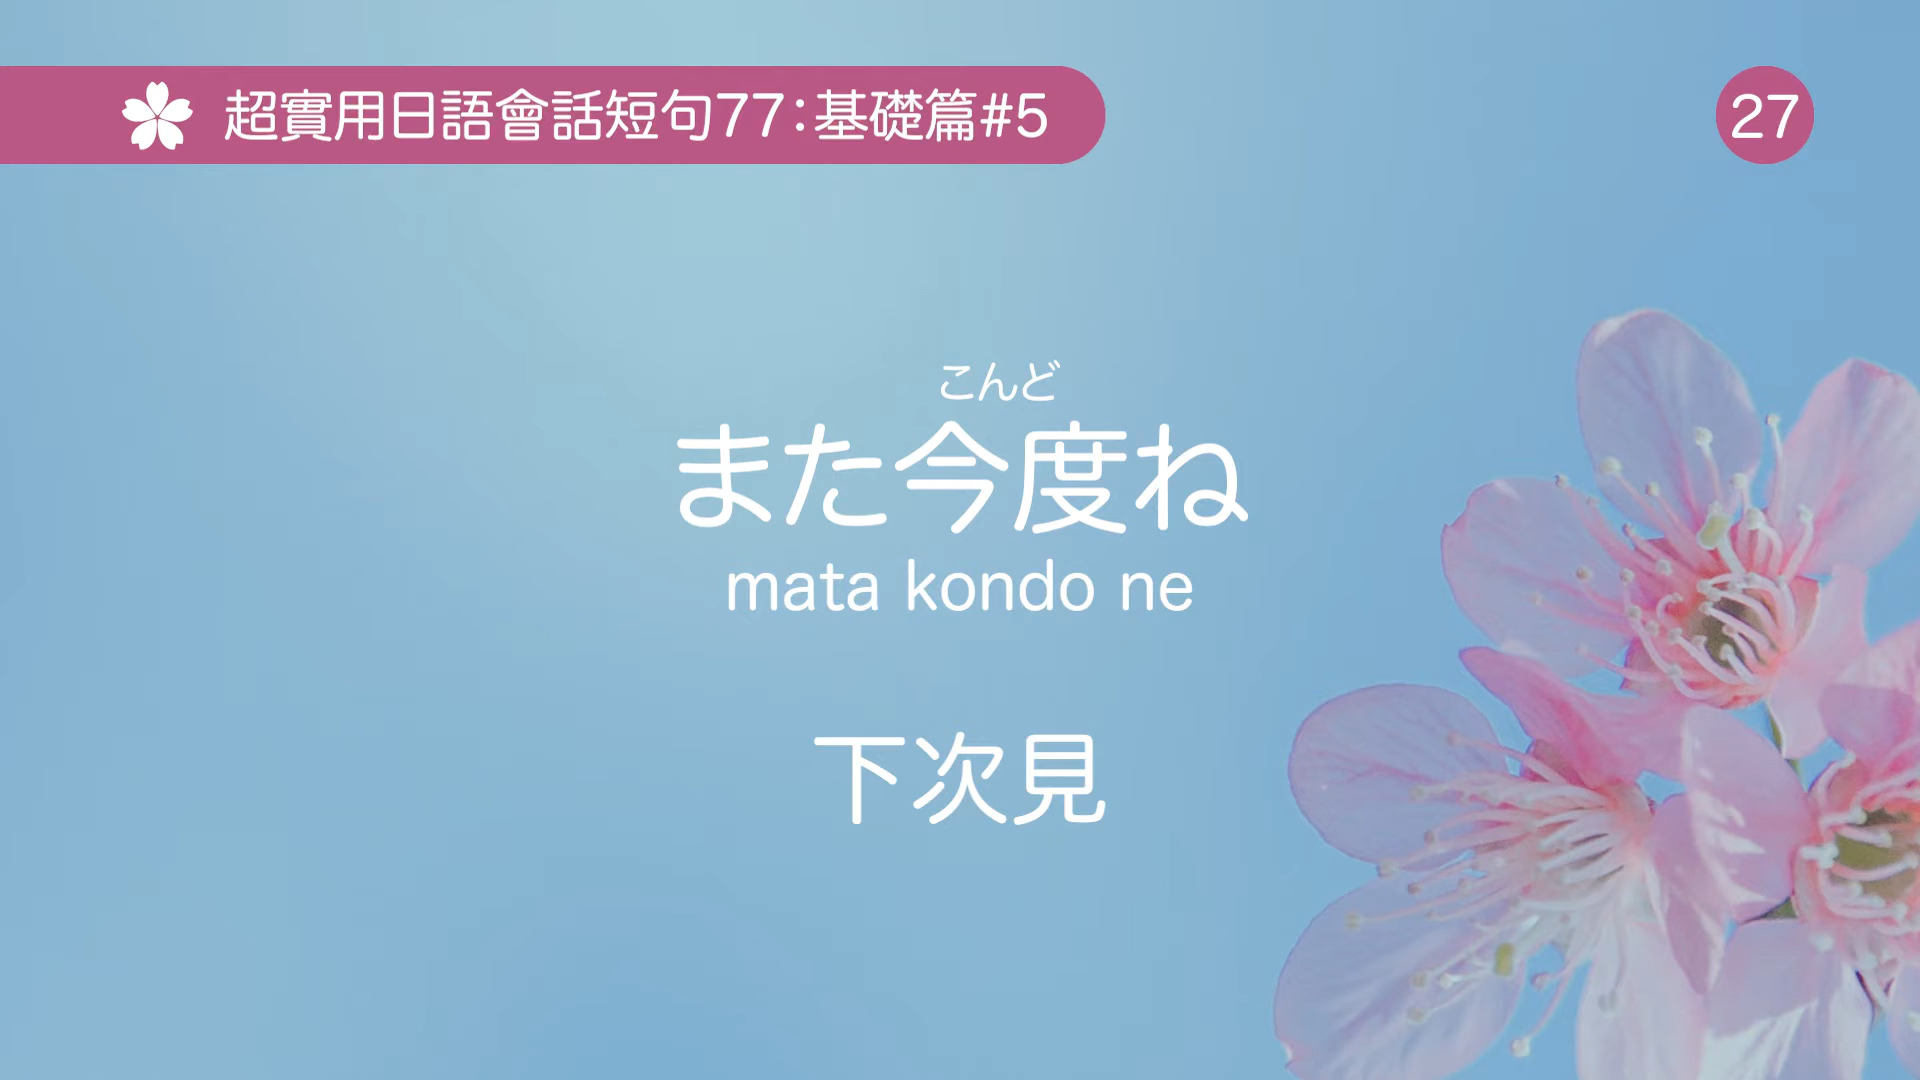 超實用日語會話短句77:基礎篇#5
27
こんど
また今度ね
mata kondo ne
下次見